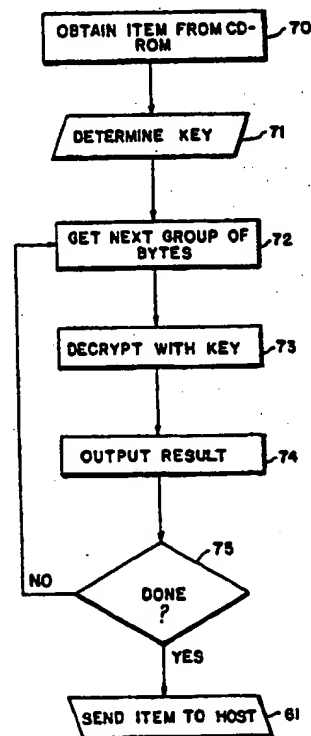 OBTAIN ITEM FROM CD-
ROM
70
DETERMINE KEY
71
GET NEXT GROUP OF
BYTES
72
DECRYPT WITH KEY
73
OUTPUT RESULT
74
75
NO
DONE
?
YES
SEND ITEM TO HOST
61